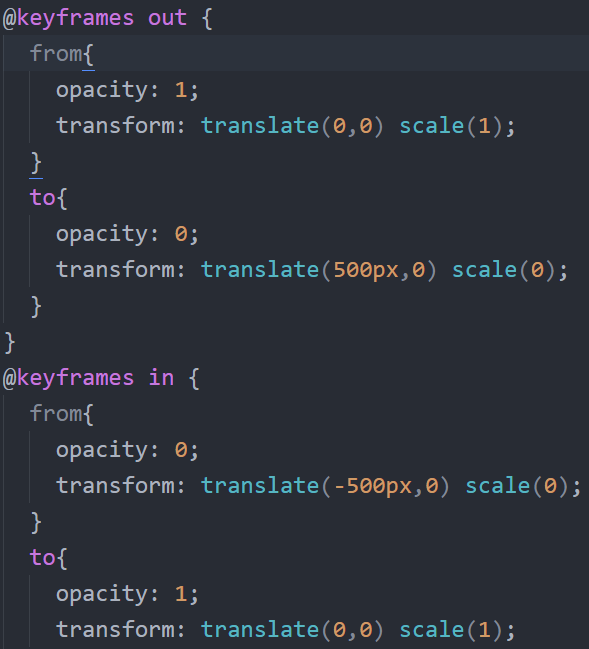 @keyframes out {
from{
opacity: 1;
transform: translate(0,0) scale(1);
}
to{
opacity: 0;
transform: translate(500px,0) scale(0);
}
}
@keyframes in {
from{
opacity: 0;
transform: translate(-500px,0) scale(0);
}
to{
opacity: 1;
transform: translate(0,0) scale(1);